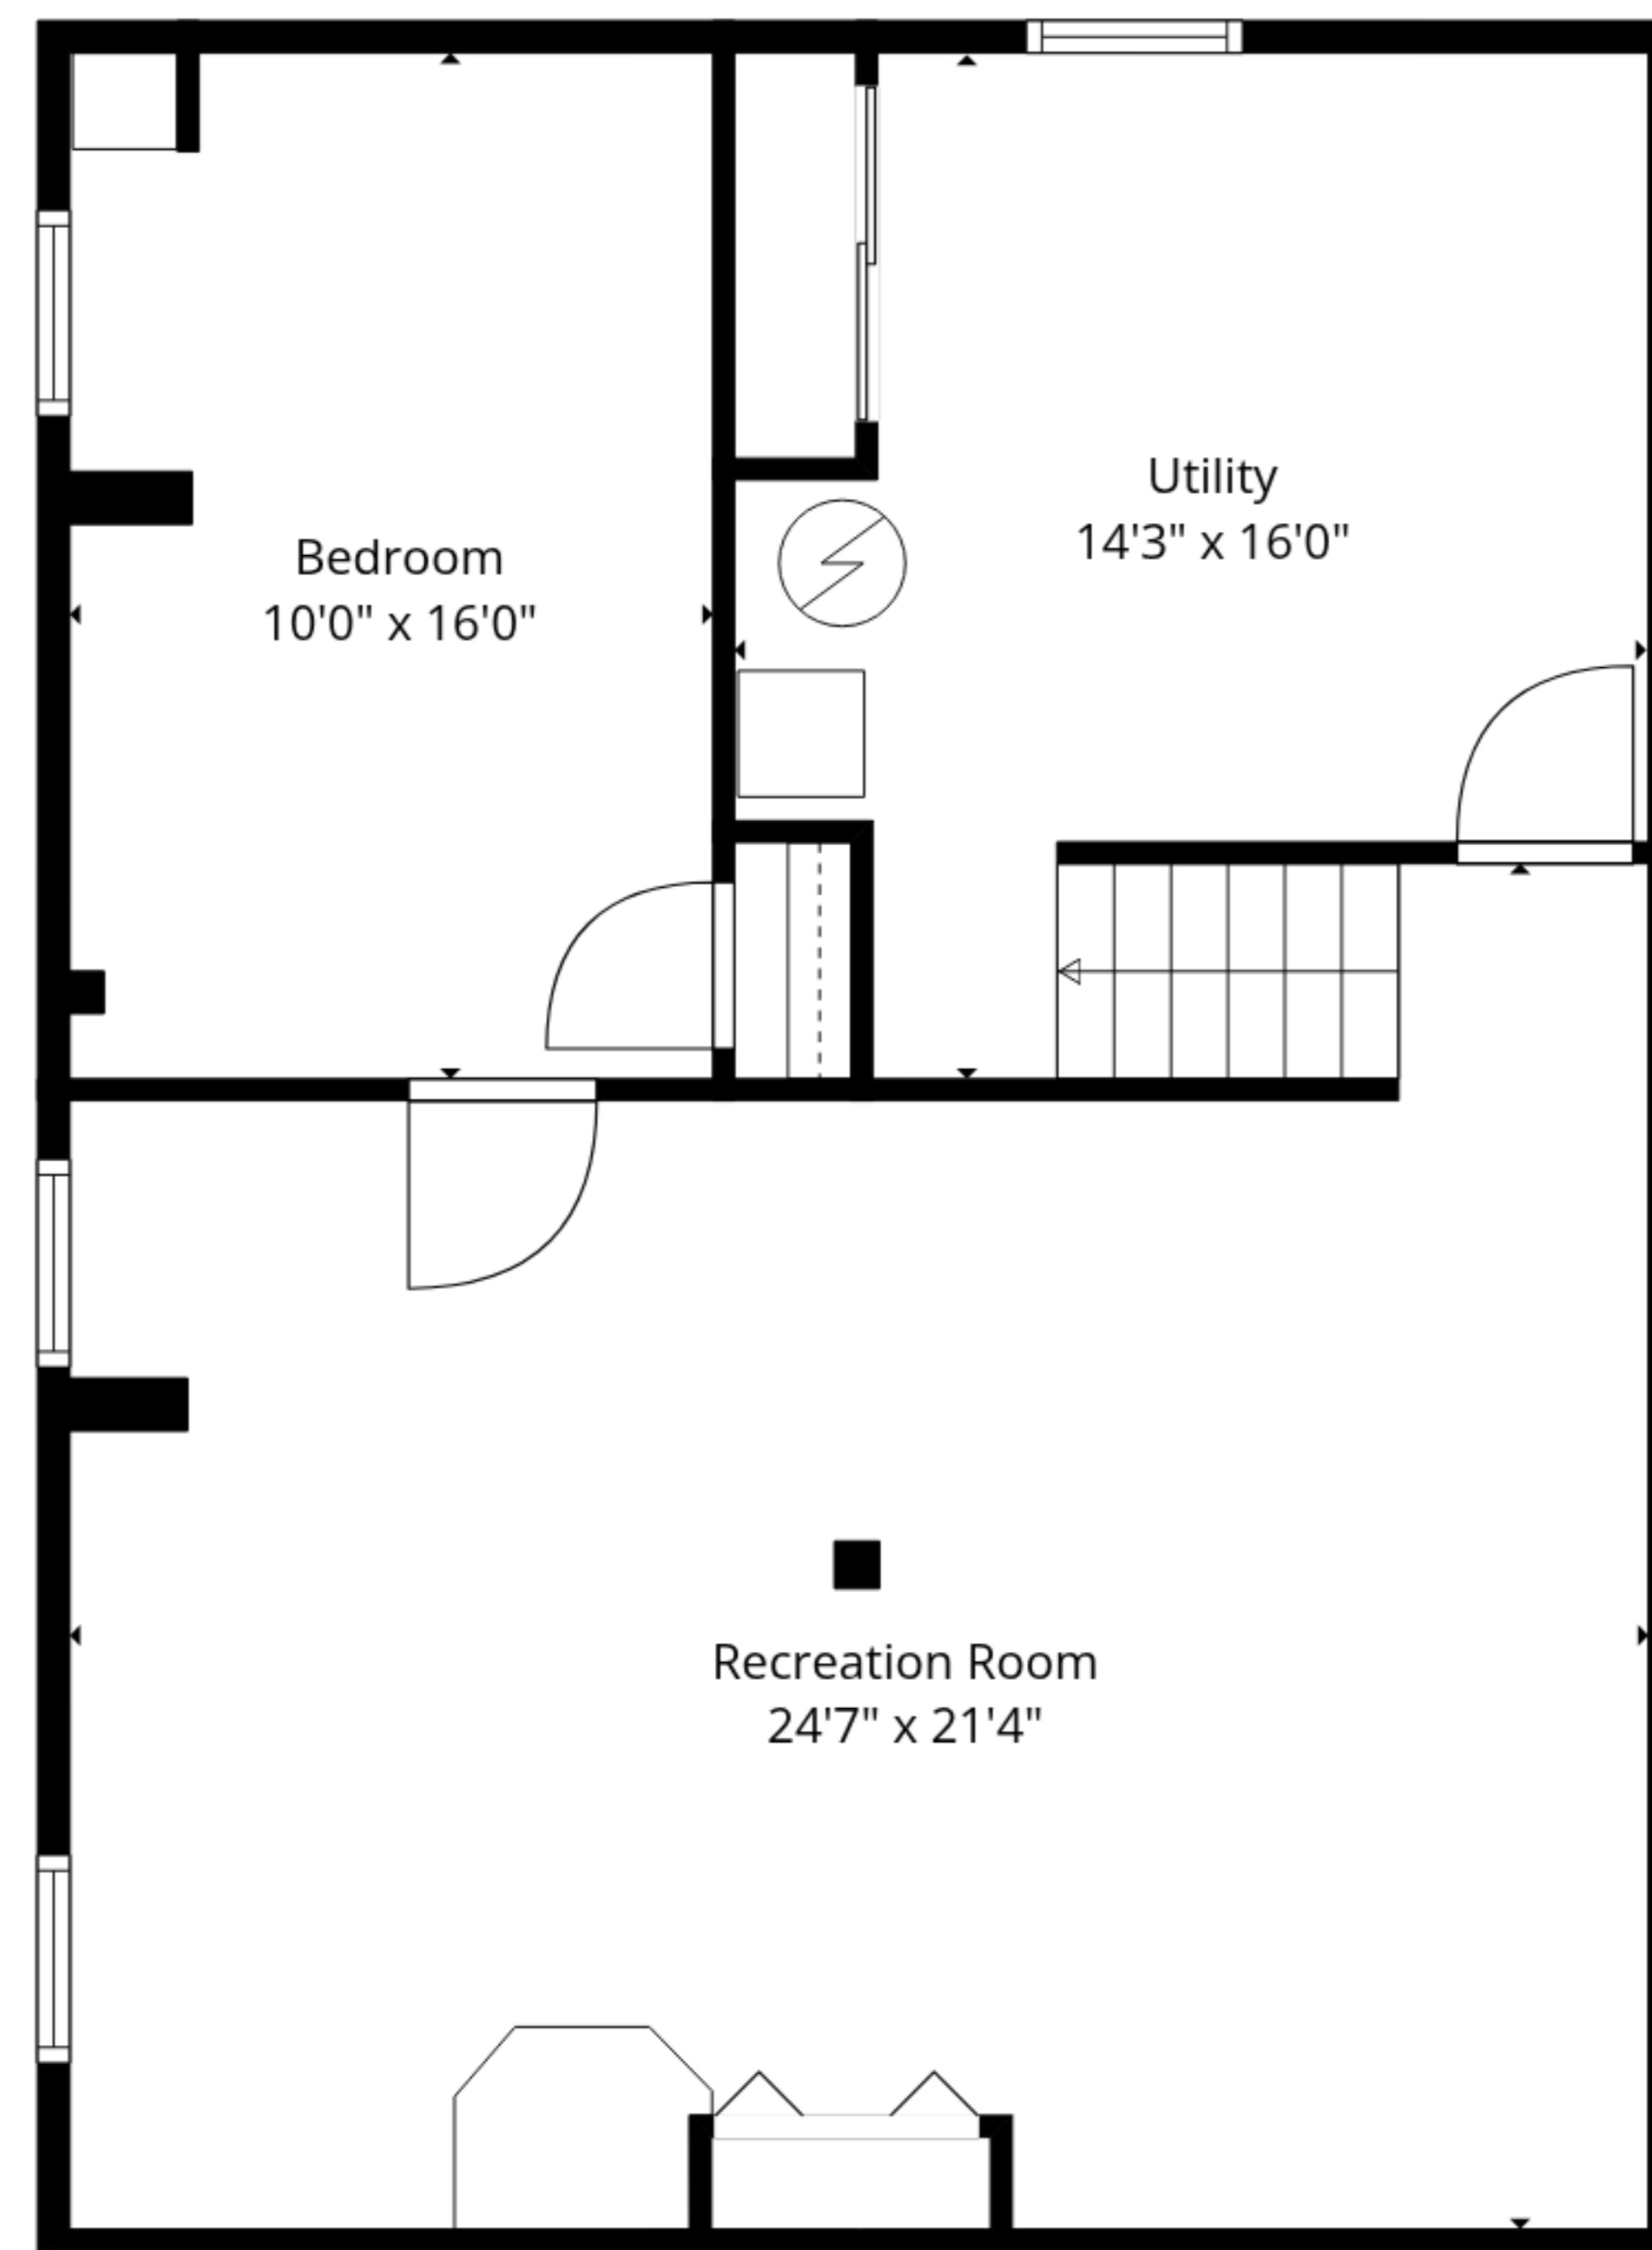 Utility
14'3" x 16'0"
Bedroom
10'0" x 16'0"
Recreation Room
24'7" x 21'4"